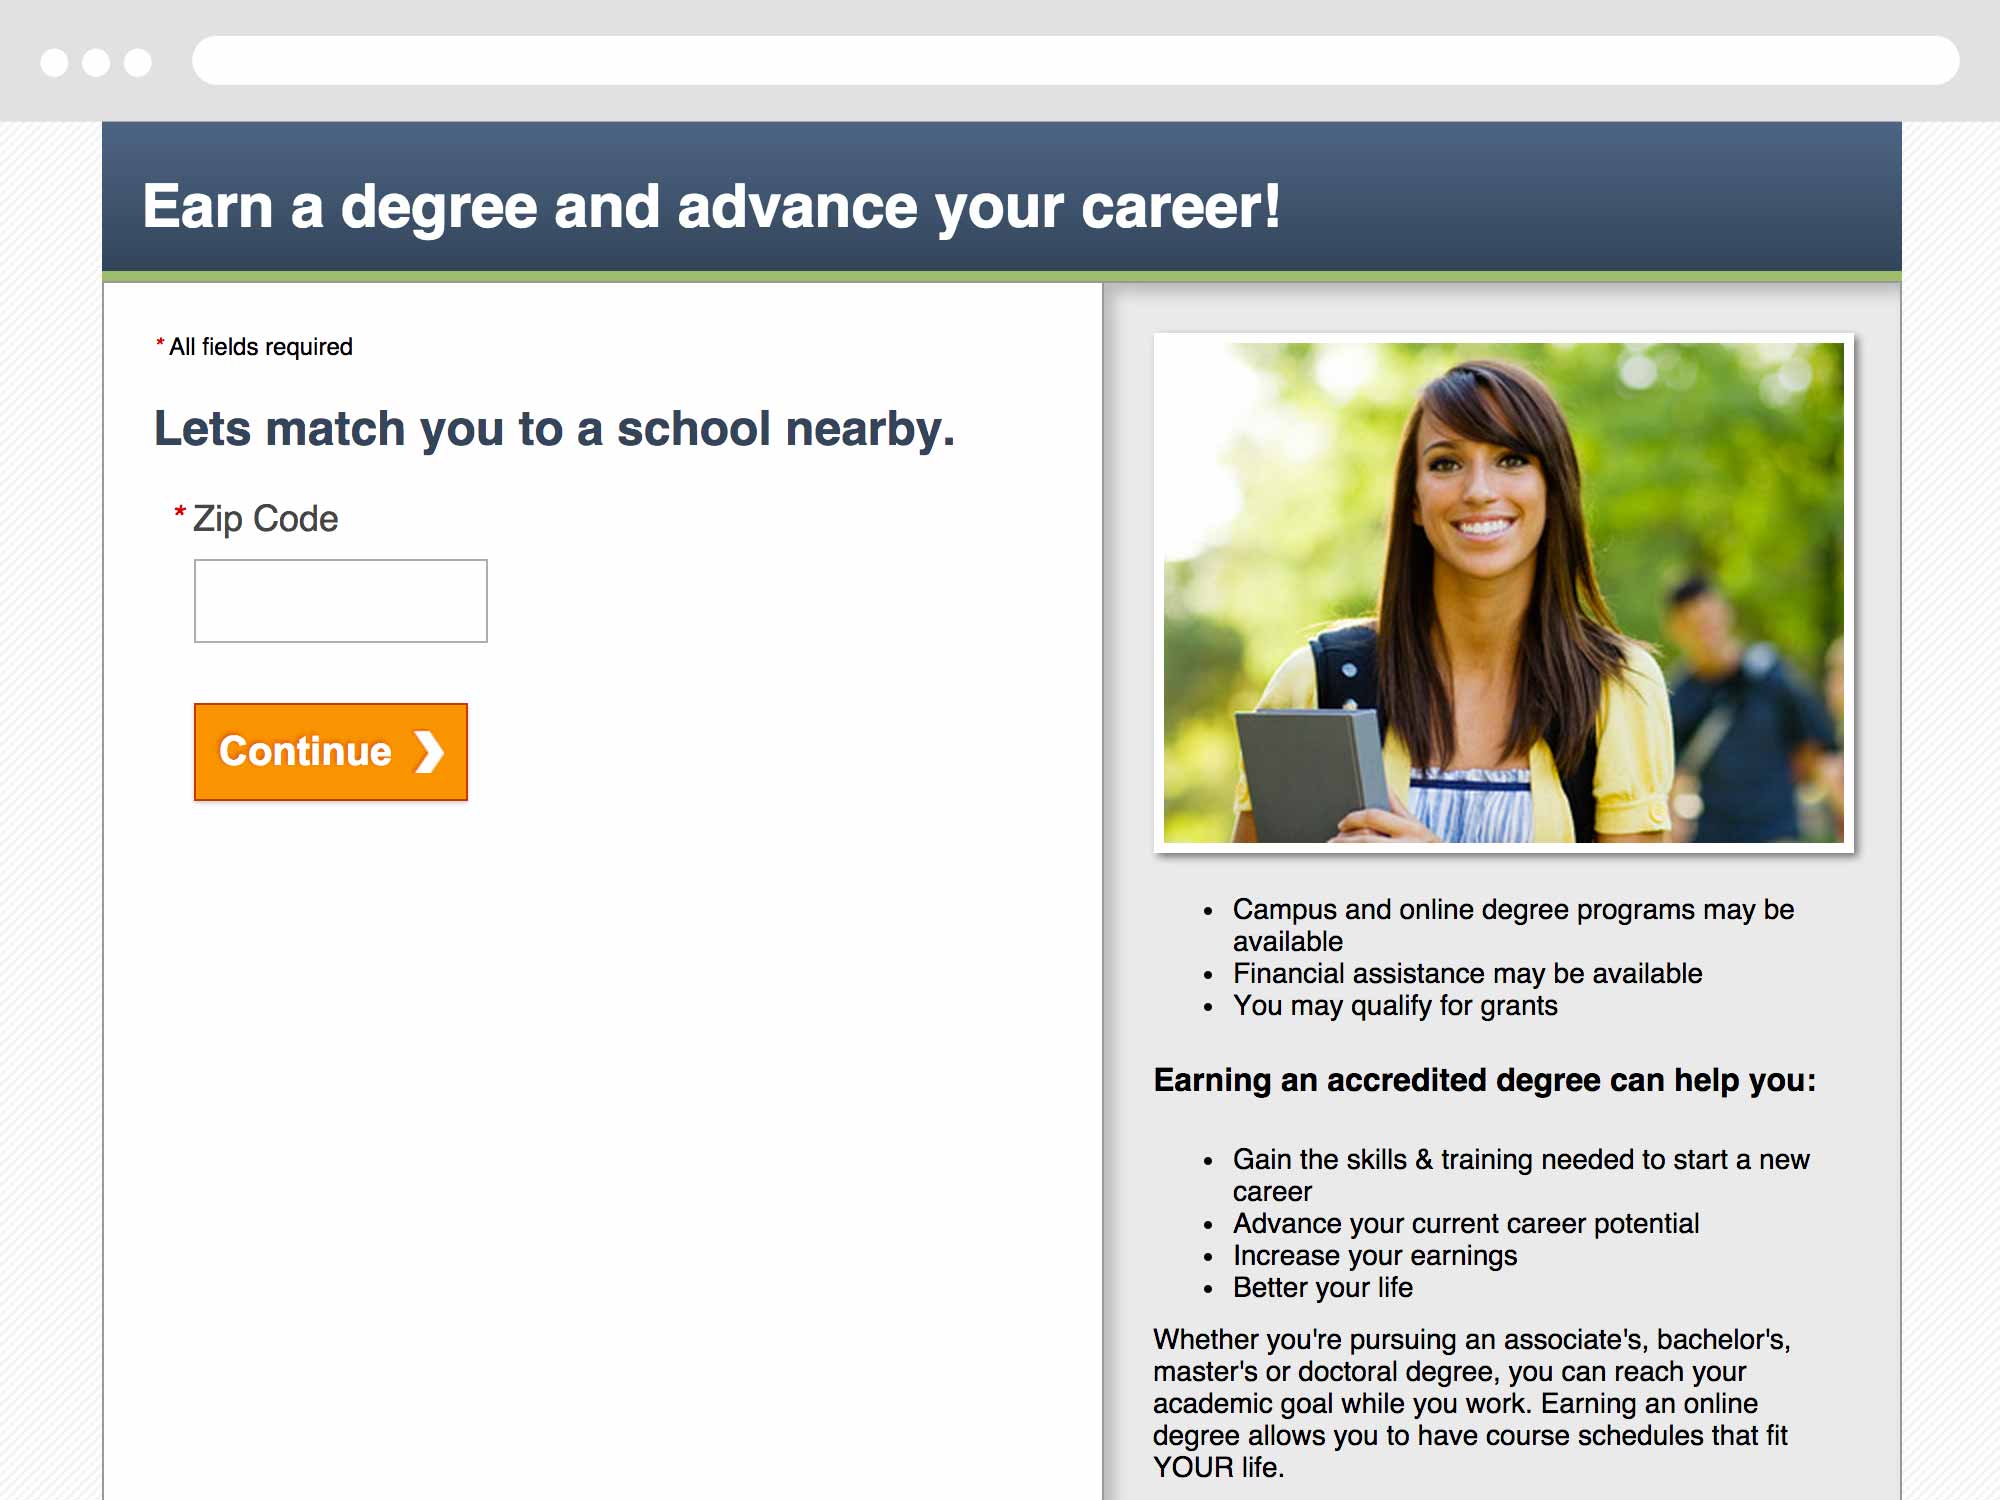 Earn a degree and advance your career!
* All fields required
Lets match you to a school nearby.
* Zip Code
Continue
• Campus and online degree programs may be
available
• Financial assistance may be available
• You may qualify for grants
Earning an accredited degree can help you:
• Gain the skills & training needed to start a new
career
• Advance your current career potential
• Increase your earnings
• Better your life
Whether you're pursuing an associate's, bachelor's,
master's or doctoral degree, you can reach your
academic goal while you work. Earning an online
degree allows you to have course schedules that fit
YOUR life.